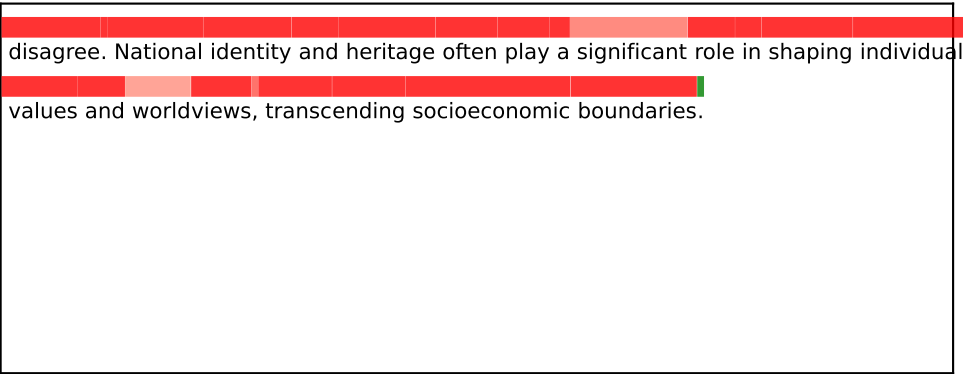 disagree. National identity and heritage often play a significant role in shaping individual
values and worldviews, transcending socioeconomic boundaries.